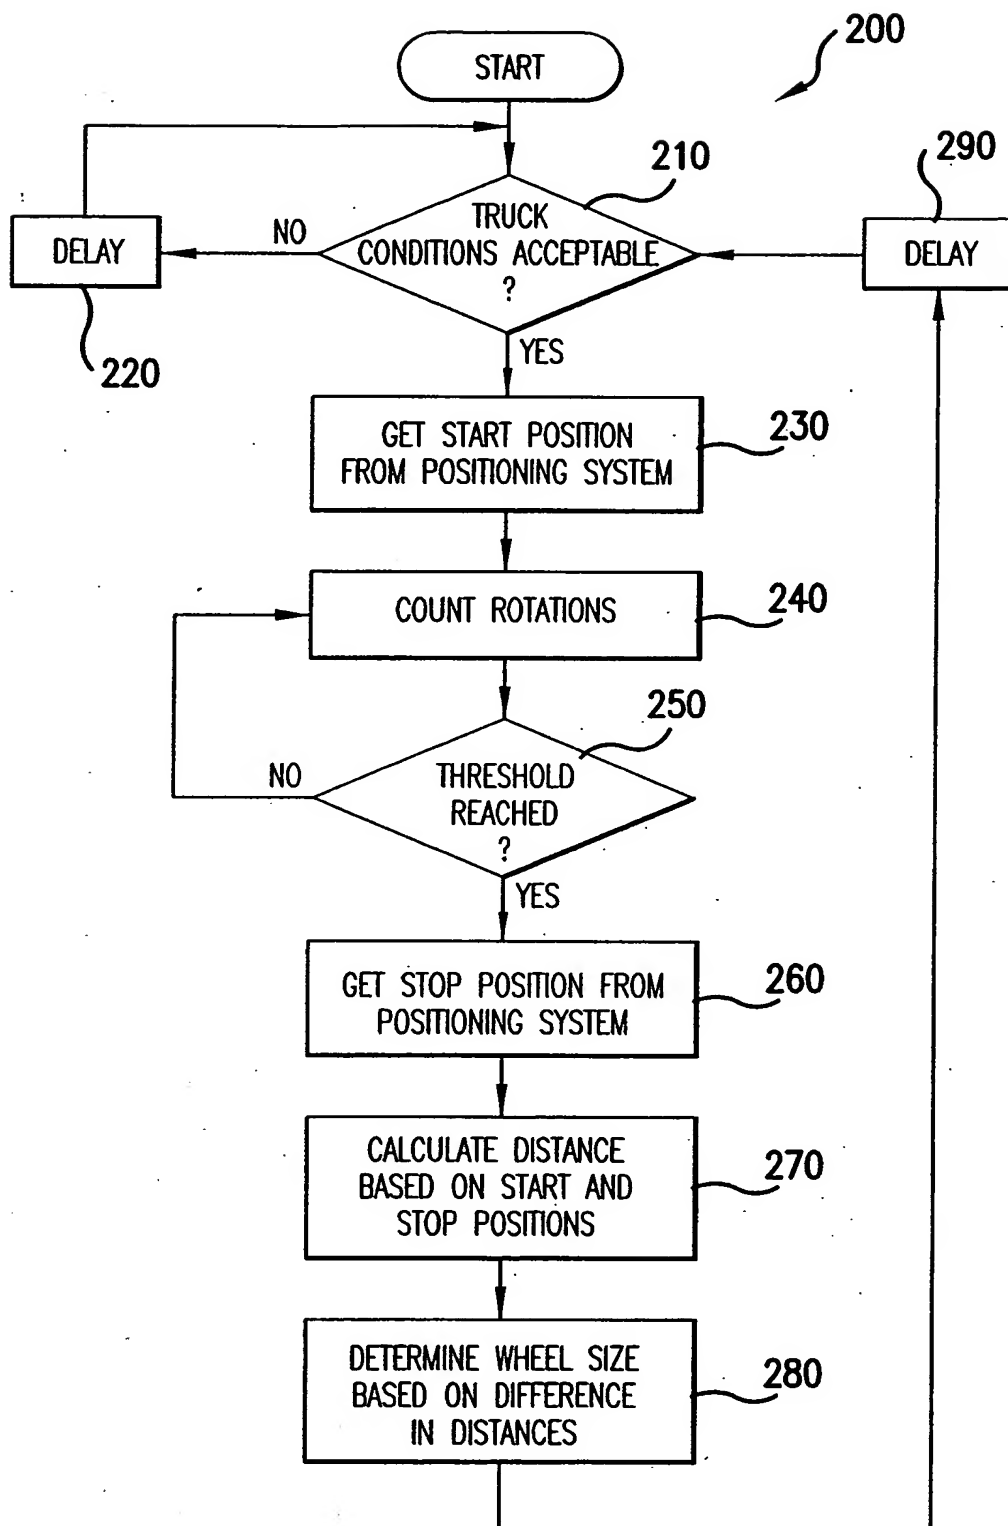 200
START
210
290
TRUCK
CONDITIONS ACCEPTABLE
?
NO
DELAY
DELAY
220
YES
GET START POSITION
FROM POSITIONING SYSTEM
230
COUNT ROTATIONS
240
250
NO
THRESHOLD
REACHED
?
YES
GET STOP POSITION FROM
POSITIONING SYSTEM
260
CALCULATE DISTANCE
BASED ON START AND
STOP POSITIONS
270
DETERMINE WHEEL SIZE
BASED ON DIFFERENCE
IN DISTANCES
280